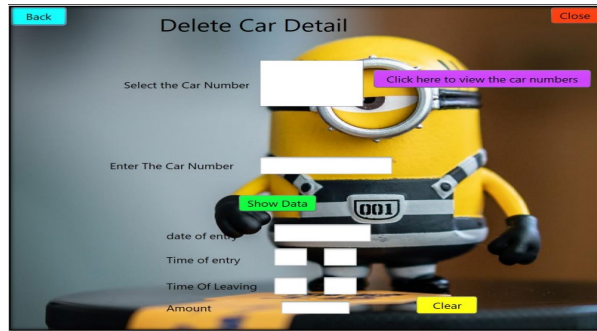 Back
Close
Delete Car Detail
Select the Car Number
Click here to view the car numbers
Enter The Car Number
Show Data
001
date of entry
Time of entry
Time Of Leaving
Amount
Clear